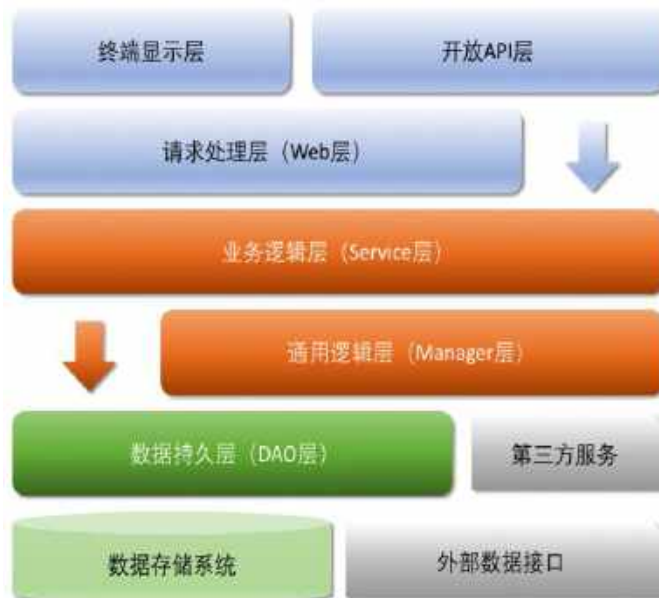 终端显示层
开放API层
请求处理层（Web层）
业务逻辑层（Service层）
通用逻辑层（Manager层）
数据持久层（DAO层）
第三方服务
数据存储系统
外部数据接口